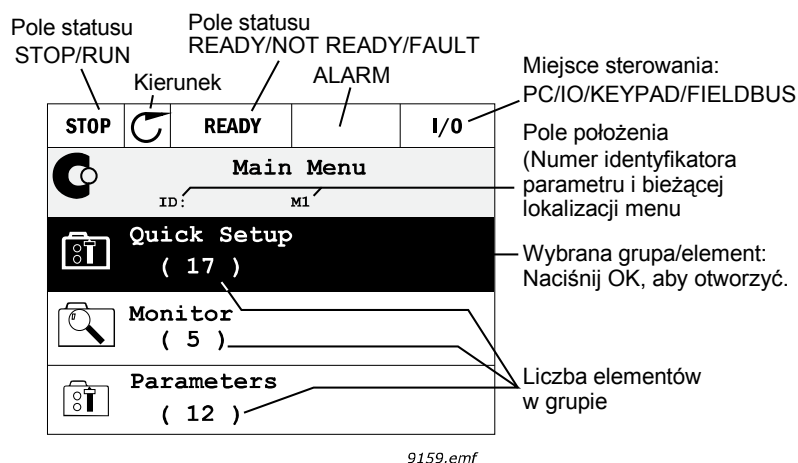 Pole statusu
STOP/RUN
Kierunek
Pole statusu
READY/NOT READY/FAULT
ALARM
Miejsce sterowania:
PC/IO/KEYPAD/FIELDBUS
STOP
READY
I/O
Main Menu
ID:
M1
Pole położenia
(Numer identyfikatora
parametru i bieżącej
lokalizacji menu
Quick Setup
( 17 )
Wybrana grupa/element:
Naciśnij OK, aby otworzyć.
Monitor
( 5 )
Parameters
( 12 )
Liczba elementów
w grupie
9159.emf